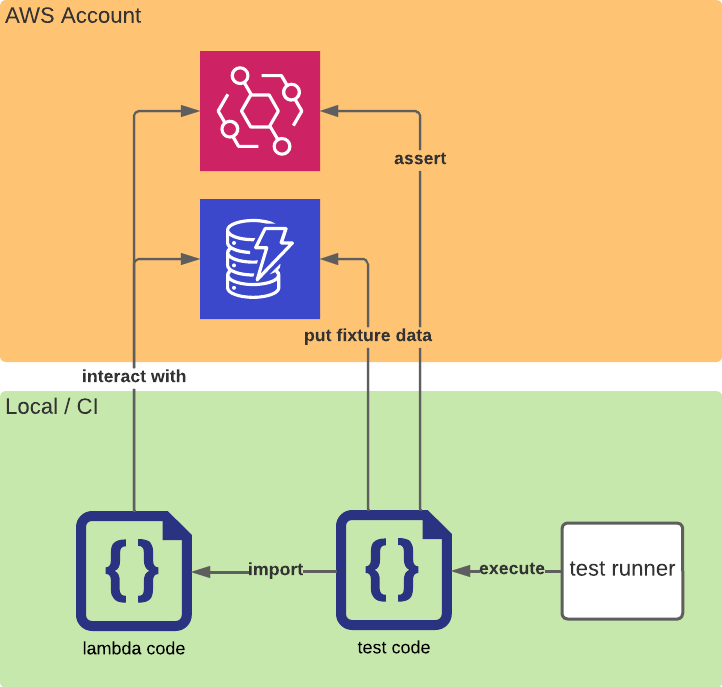 AWS Account
assert
put fixture data
interact with
Local / CI
{ }
{ }
import
execute
test runner
lambda code
test code